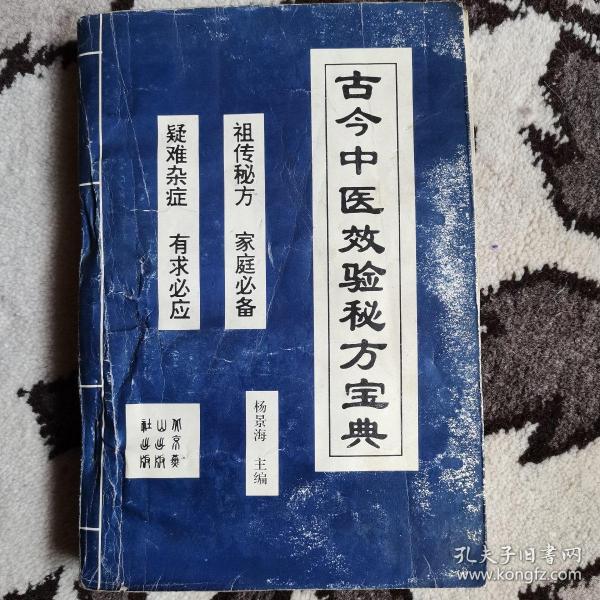 古今中医效验秘方宝典
祖传秘方 家庭必备
疑难杂症 有求必应
杨景海 主编
北京燕
山出版
社出版
孔夫子旧书网
www.kongfz.com